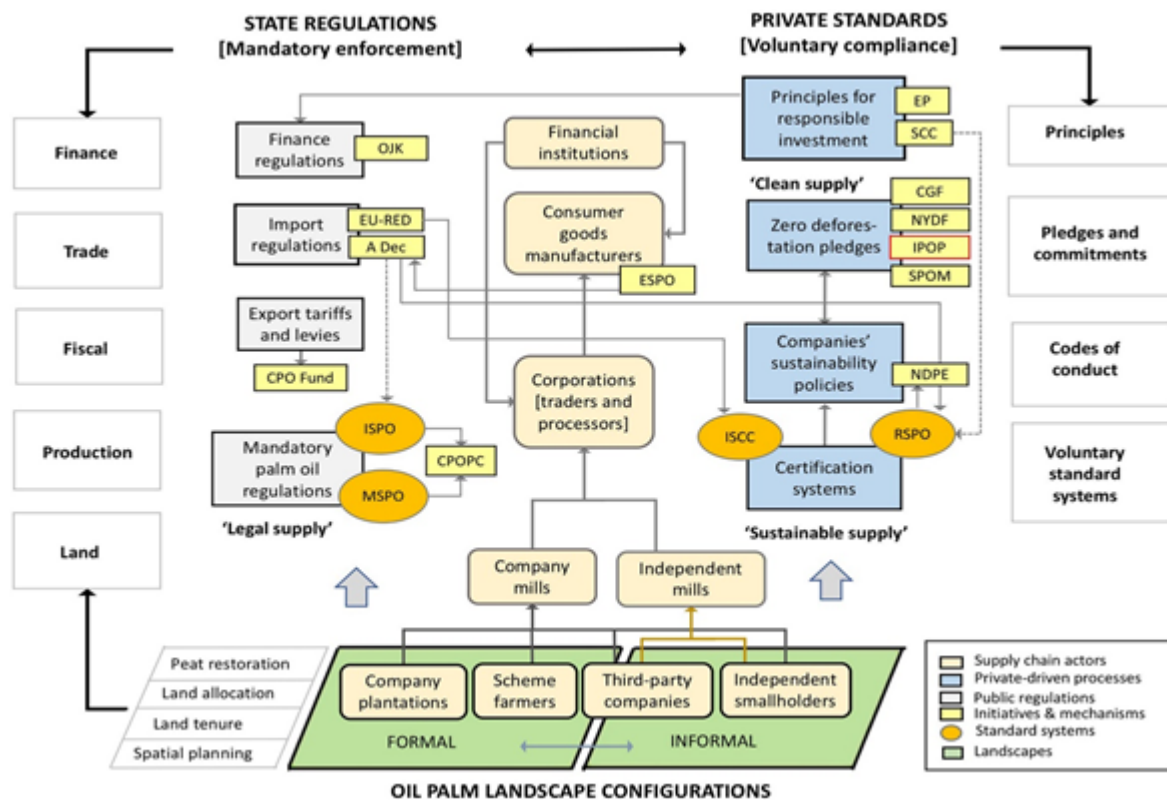 STATE REGULATIONS
[Mandatory enforcement]
PRIVATE STANDARDS
[Voluntary compliance]
Finance
Trade
Fiscal
Production
Land
Finance
regulations
OJK
Import
regulations
EU-RED
A Dec
Export tariffs
and levies
CPO Fund
Mandatory
palm oil
regulations
ISPO
MSPO
CPOPC
'Legal supply'
Financial
institutions
Consumer
goods
manufacturers
ESPO
Corporations
[traders and
processors]
Company
mills
Independent
mills
Principles for
responsible
investment
EP
SCC
'Clean supply'
Zero defores-
tation pledges
CGF
NYDF
IPOP
SPOM
Companies'
sustainability
policies
NDPE
ISCC
RSPO
Certification
systems
'Sustainable supply'
Principles
Pledges and
commitments
Codes of
conduct
Voluntary
standard
systems
Peat restoration
Land allocation
Land tenure
Spatial planning
Company
plantations
Scheme
farmers
Third-party
companies
Independent
smallholders
FORMAL
INFORMAL
OIL PALM LANDSCAPE CONFIGURATIONS
Supply chain actors
Private-driven processes
Public regulations
Initiatives & mechanisms
Standard systems
Landscapes